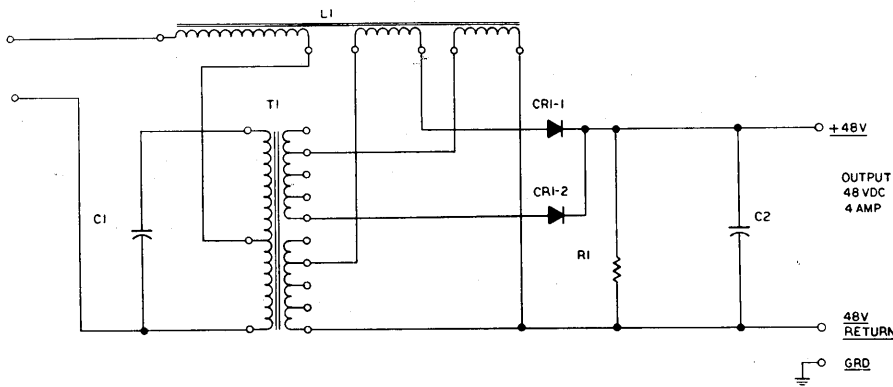 L1
T1
CR1-1
+48V
OUTPUT
48 VDC
4 AMP
CR1-2
C1
C2
R1
48V
RETURN
GRD